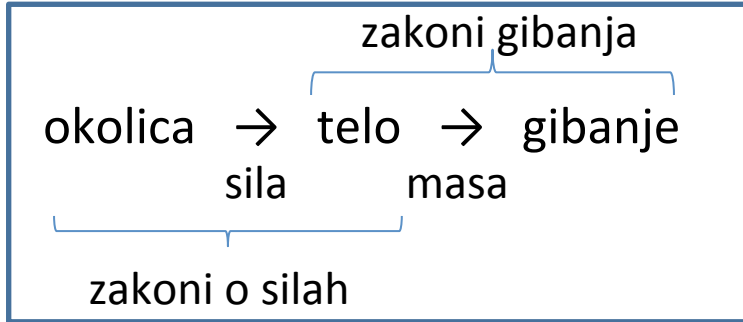 zakoni gibanja
okolica → telo → gibanje
sila masa
zakoni o silah